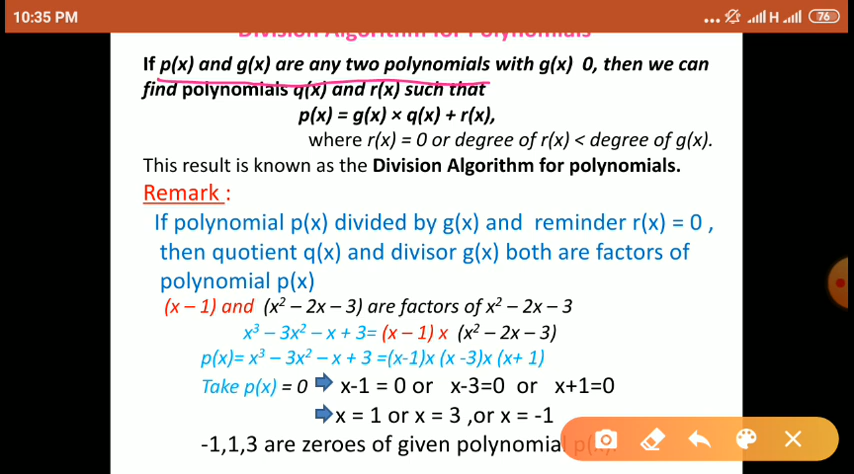 10:35 PM
... H 76
Division Algorithm for Polynomials
If p(x) and g(x) are any two polynomials with g(x) 0, then we can
find polynomials q(x) and r(x) such that
p(x) = g(x) × q(x) + r(x),
where r(x) = 0 or degree of r(x) < degree of g(x).
This result is known as the Division Algorithm for polynomials.
Remark :
If polynomial p(x) divided by g(x) and reminder r(x) = 0 ,
then quotient q(x) and divisor g(x) both are factors of
polynomial p(x)
(x – 1) and (x² – 2x – 3) are factors of x² – 2x – 3
x³ – 3x² – x + 3= (x – 1) x (x² – 2x – 3)
p(x)= x³ – 3x² – x + 3 =(x-1)x (x -3)x (x+ 1)
Take p(x) = 0 ➡ x-1 = 0 or x-3=0 or x+1=0
➡x = 1 or x = 3 ,or x = -1
-1,1,3 are zeroes of given polynomial